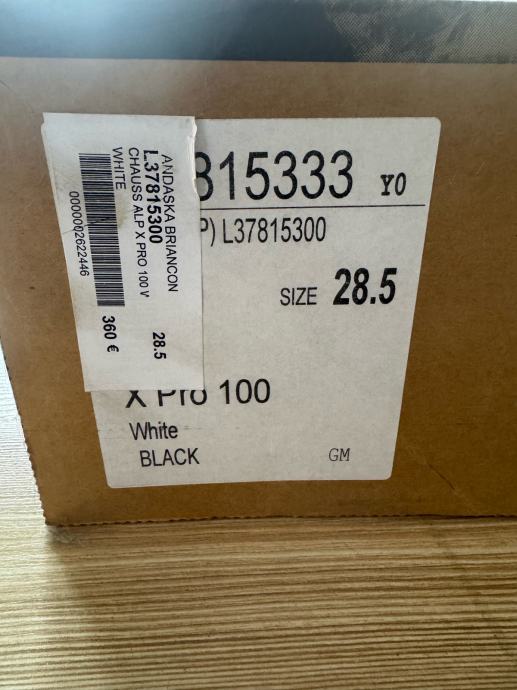 815333 YO
P) L37815300
SIZE 28.5
X Pro 100
White
BLACK GM
ANDASKA BRIANCON
L37815300 28.5
CHAUSS ALP X PRO 100 V
WHITE
0000002622446 360 €